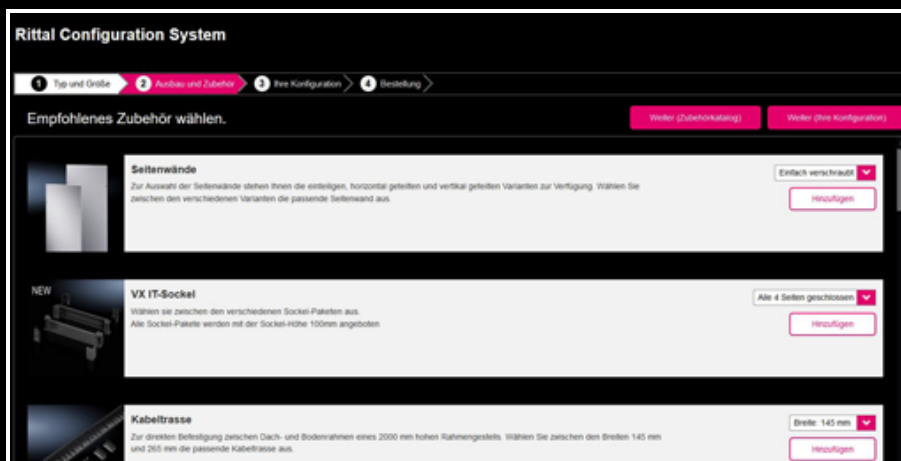 Rittal Configuration System
1 Typ und Größe 2 Ausbau und Zubehör 3 Ihre Konfiguration 4 Bestellung
Empfohlenes Zubehör wählen. Weiter (Zubehörkatalog) Weiter (Ihre Konfiguration)
Seitenwände
Einfach verschraubt
Zur Auswahl der Seitenwände stehen Ihnen die einteiligen, horizontal geteilten und vertikal geteilten Varianten zur Verfügung. Wählen Sie
zwischen den verschiedenen Varianten die passende Seitenwand aus.
Hinzufügen
NEW
VX IT-Sockel
Alle 4 Seiten geschlossen
Wählen sie zwischen den verschiedenen Sockel-Paketen aus.
Alle Sockel-Pakete werden mit der Sockel-Höhe 100mm angeboten
Hinzufügen
Kabeltrasse
Breite: 145 mm
Zur direkten Befestigung zwischen Dach- und Bodenrahmen eines 2000 mm hohen Rahmengestells. Wählen Sie zwischen den Breiten 145 mm
und 265 mm die passende Kabeltrasse aus.
Hinzufügen